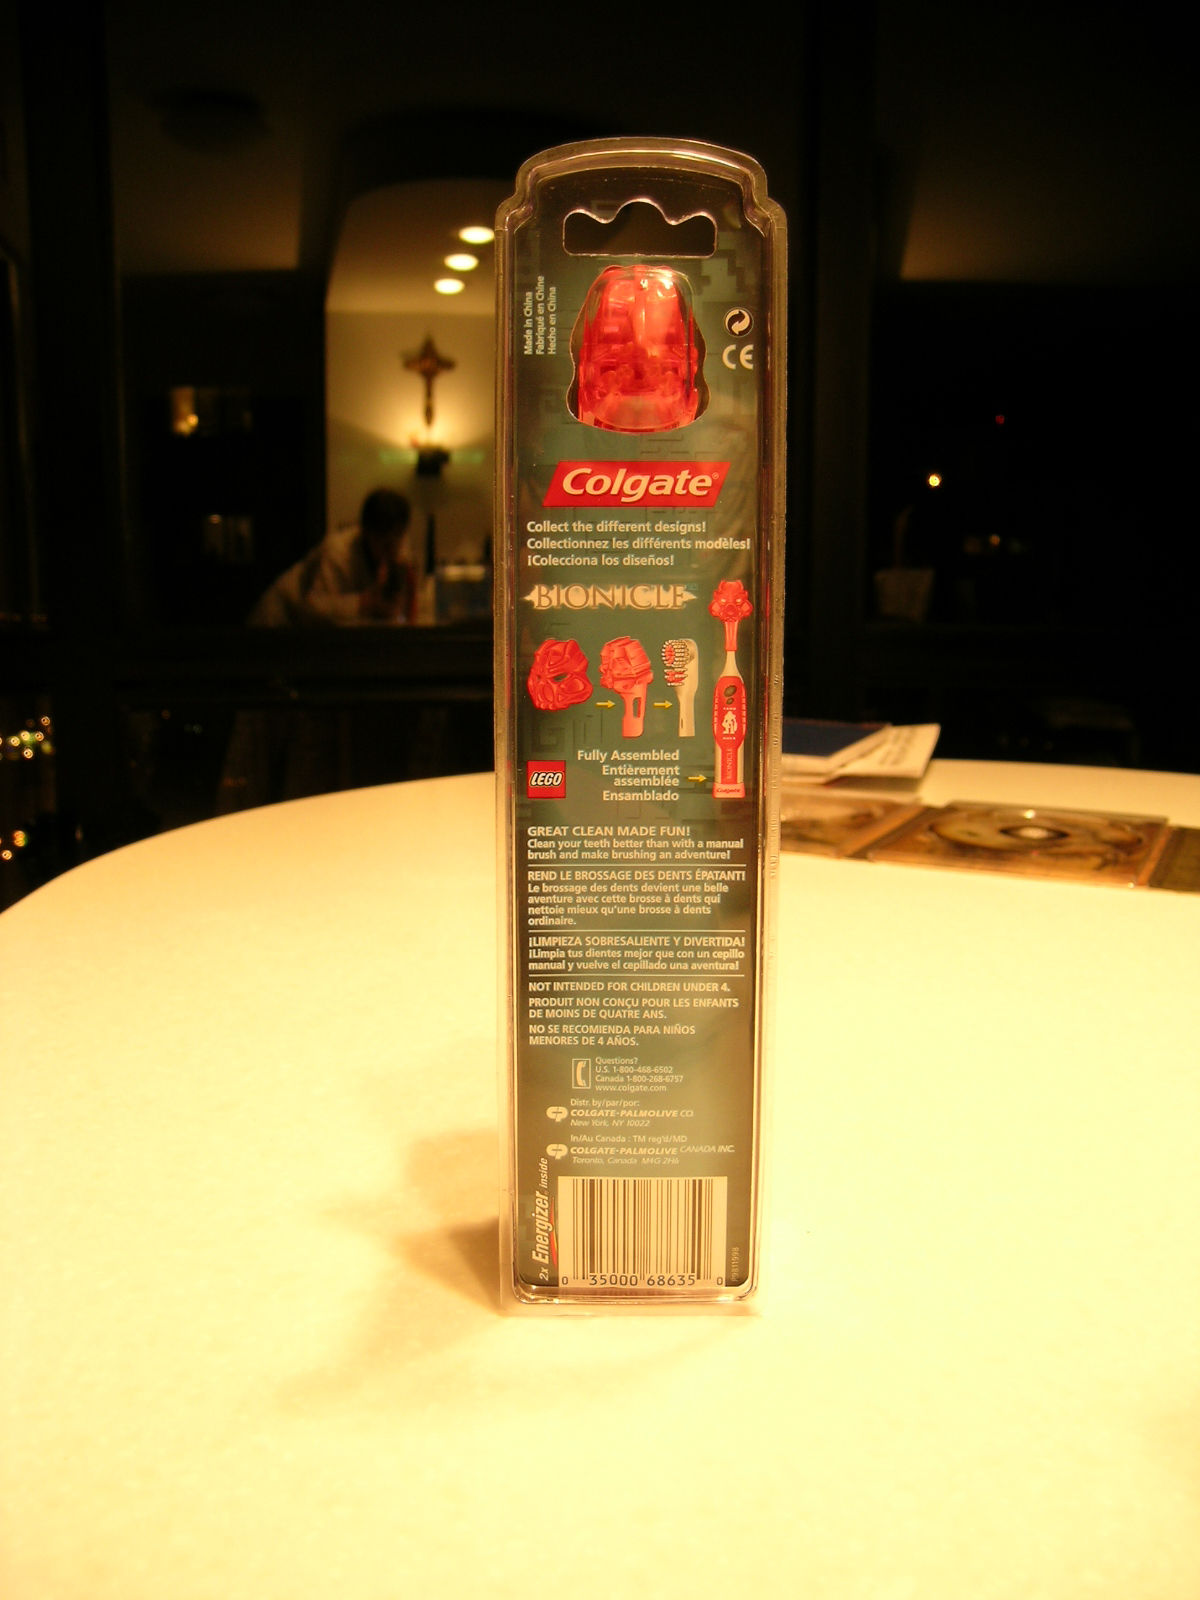 Made in China
Fabriqué en Chine
Hecho en China
CE
Colgate®
Collect the different designs!
Collectionnez les différents modèles!
¡Colecciona los diseños!
BIONICLE
Fully Assembled
Entièrement
assemblée
Ensamblado
LEGO
BIONICLE
Colgate
GREAT CLEAN MADE FUN!
Clean your teeth better than with a manual
brush and make brushing an adventure!
REND LE BROSSAGE DES DENTS ÉPATANT!
Le brossage des dents devient une belle
aventure avec cette brosse à dents qui
nettoie mieux qu'une brosse à dents
ordinaire.
¡LIMPIEZA SOBRESALIENTE Y DIVERTIDA!
¡Limpia tus dientes mejor que con un cepillo
manual y vuelve el cepillado una aventura!
NOT INTENDED FOR CHILDREN UNDER 4.
PRODUIT NON CONÇU POUR LES ENFANTS
DE MOINS DE QUATRE ANS.
NO SE RECOMIENDA PARA NIÑOS
MENORES DE 4 AÑOS.
Questions?
U.S. 1-800-468-6502
Canada 1-800-268-6757
www.colgate.com
Distr. by/par/por:
COLGATE-PALMOLIVE CO.
New York, NY 10022
In/Au Canada : TM reg'd/MD
COLGATE-PALMOLIVE CANADA INC.
Toronto, Canada M4G 2H6
2x Energizer inside
0 35000 68635 0
P9811998